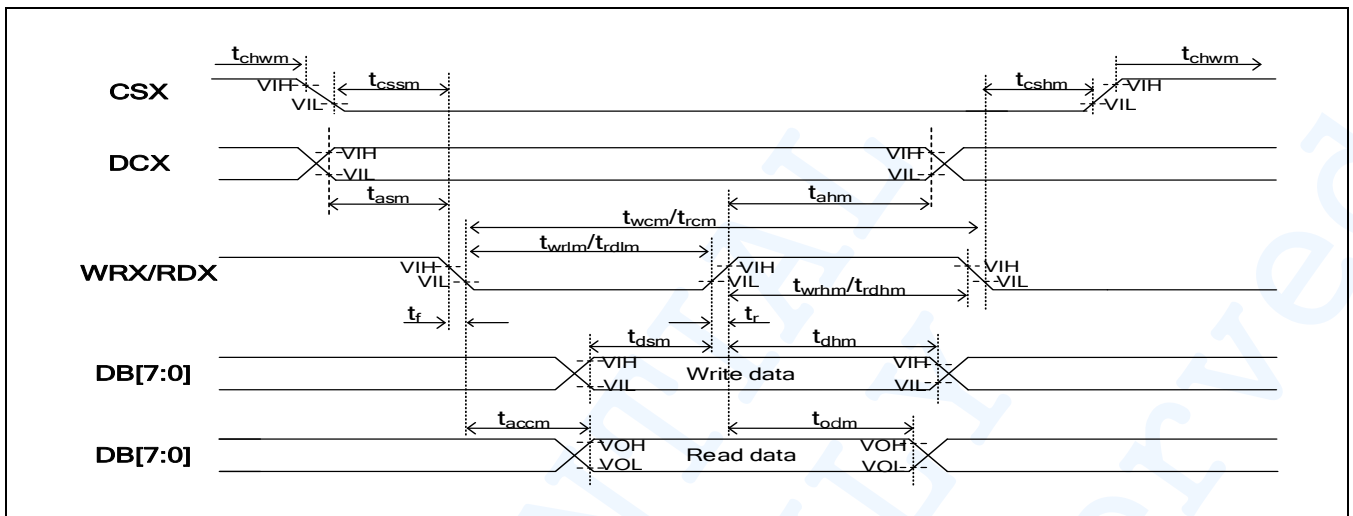 tchwm tchwm
tcssm tcshm
CSX VIH VIH
VIL VIL
DCX VIH VIH
VIL VIL
tasm tahm
twcm/trcm
twrlm/trdlm
WRX/RDX VIH VIH VIH
VIL VIL VIL
twrhm/trdhm
tf tr
tdsm tdhm
DB[7:0] VIH Write data VIH
VIL VIL
taccm todm
DB[7:0] VOH Read data VOH
VOL VOL